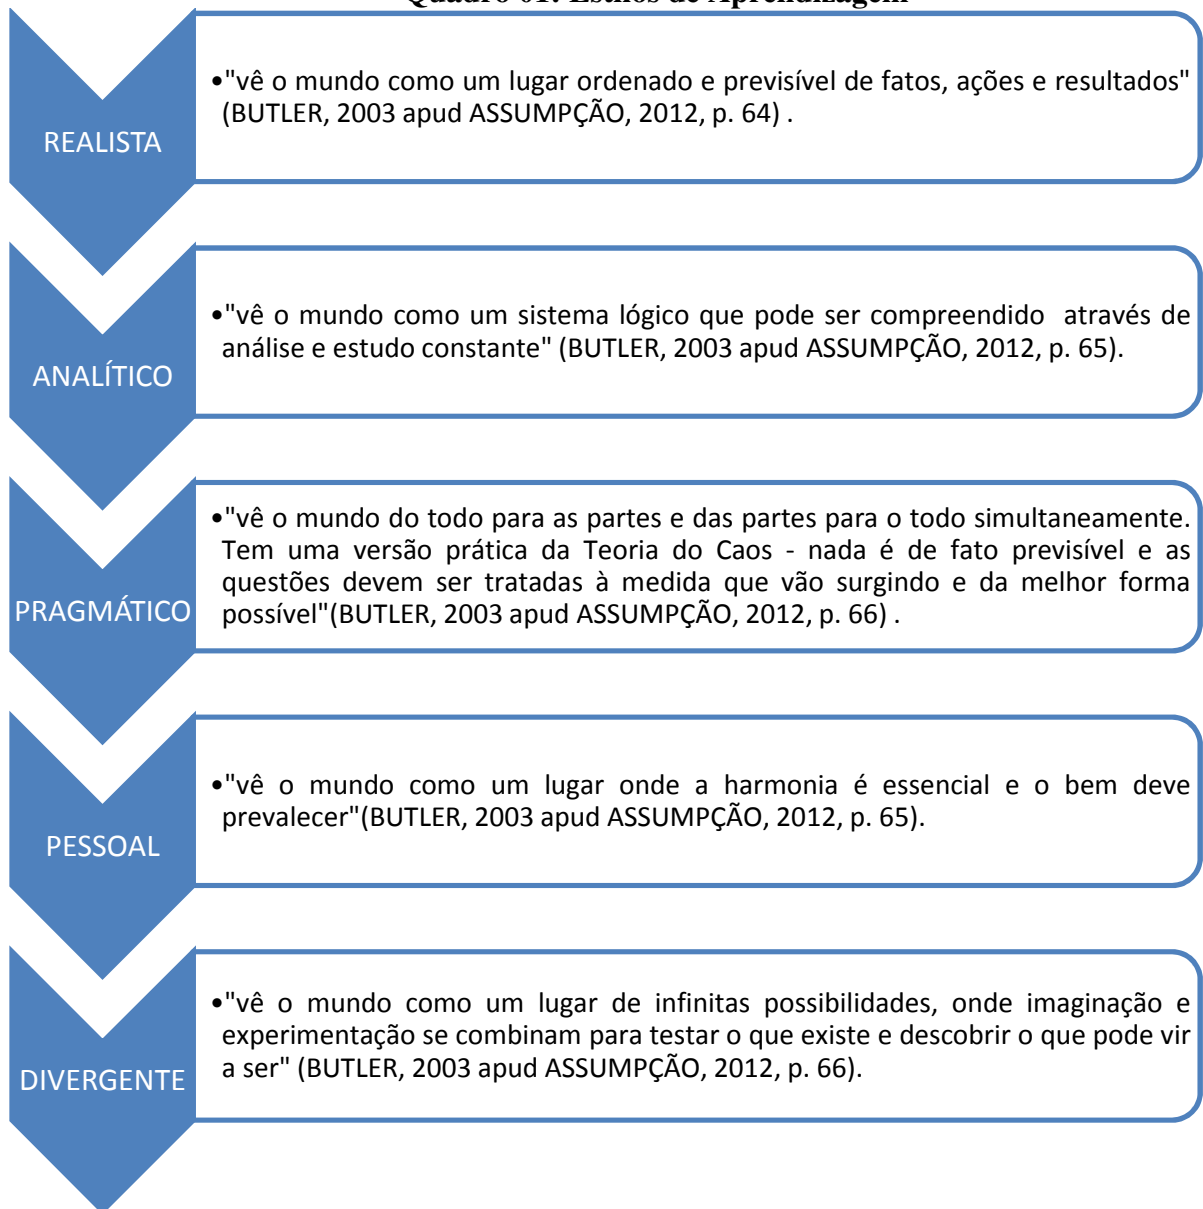 Quadro 01: Estilos de Aprendizagem
REALISTA
•"vê o mundo como um lugar ordenado e previsível de fatos, ações e resultados"
(BUTLER, 2003 apud ASSUMPÇÃO, 2012, p. 64) .
ANALÍTICO
•"vê o mundo como um sistema lógico que pode ser compreendido através de
análise e estudo constante" (BUTLER, 2003 apud ASSUMPÇÃO, 2012, p. 65).
PRAGMÁTICO
•"vê o mundo do todo para as partes e das partes para o todo simultaneamente.
Tem uma versão prática da Teoria do Caos - nada é de fato previsível e as
questões devem ser tratadas à medida que vão surgindo e da melhor forma
possível"(BUTLER, 2003 apud ASSUMPÇÃO, 2012, p. 66) .
PESSOAL
•"vê o mundo como um lugar onde a harmonia é essencial e o bem deve
prevalecer"(BUTLER, 2003 apud ASSUMPÇÃO, 2012, p. 65).
DIVERGENTE
•"vê o mundo como um lugar de infinitas possibilidades, onde imaginação e
experimentação se combinam para testar o que existe e descobrir o que pode vir
a ser" (BUTLER, 2003 apud ASSUMPÇÃO, 2012, p. 66).